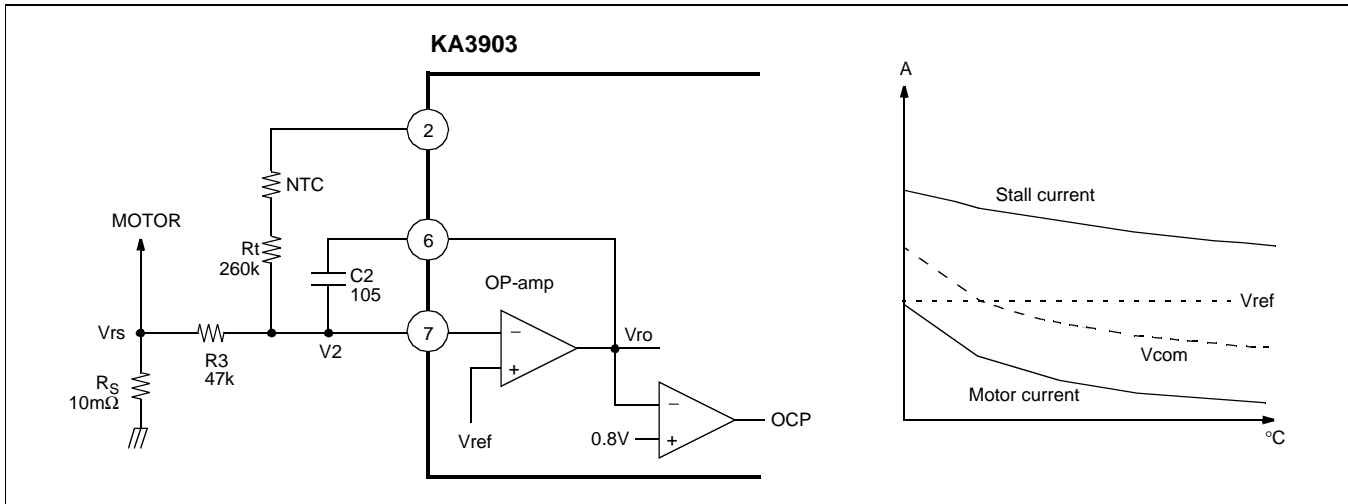 KA3903
2
NTC
MOTOR
Rt
260k
C2
105
6
OP-amp
7
−
+
Vrs
R3
47k
V2
RS
10mΩ
Vref
Vro
−
0.8V
+
OCP
A
Stall current
Vref
Vcom
Motor current
°C